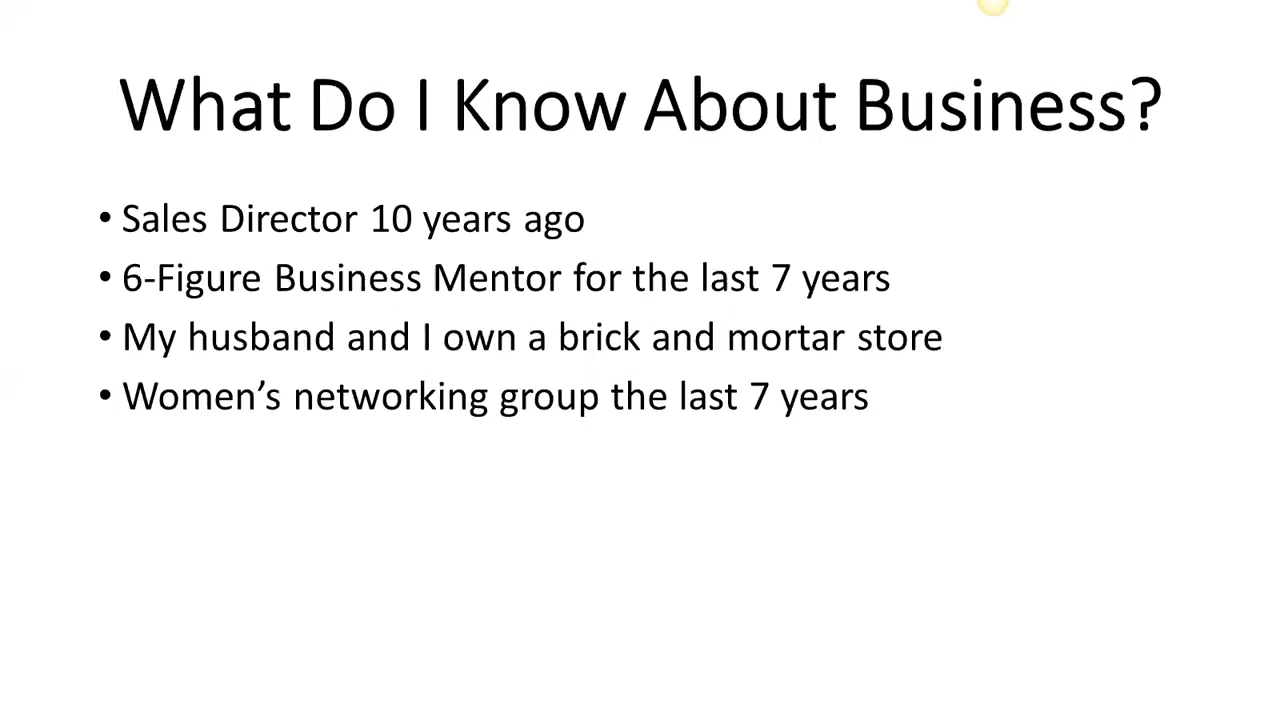 What Do I Know About Business?
• Sales Director 10 years ago
• 6-Figure Business Mentor for the last 7 years
• My husband and I own a brick and mortar store
• Women’s networking group the last 7 years